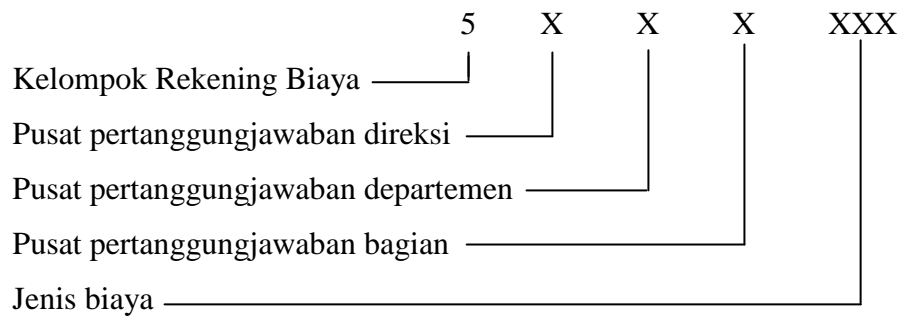 5 X X X XXX
Kelompok Rekening Biaya
Pusat pertanggungjawaban direksi
Pusat pertanggungjawaban departemen
Pusat pertanggungjawaban bagian
Jenis biaya